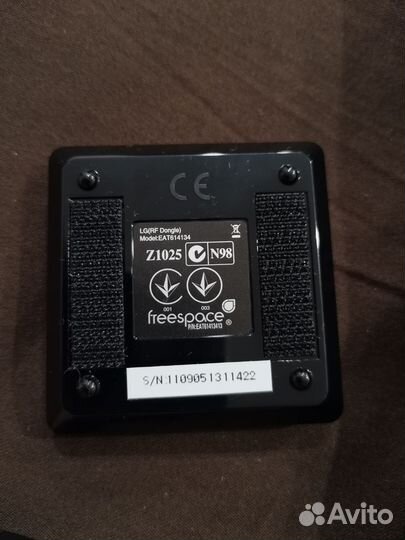 CE
LG(RF Dongle)
Model:EAT614134
Z1025 N98
001 003
freespace®
P/N:EAT61413413
S/N:1109051311422
Avito